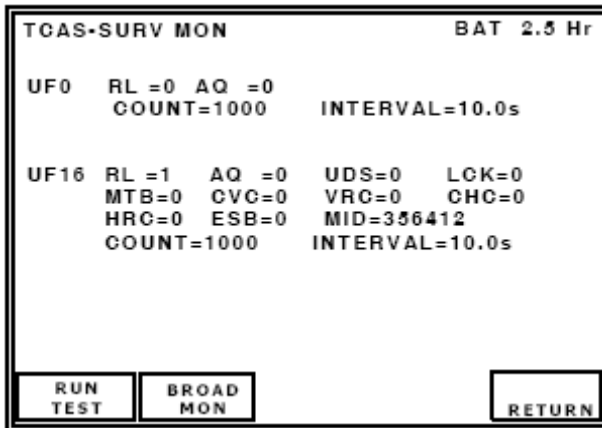 TCAS-SURV MON BAT 2.5 Hr
UF0 RL =0 AQ =0
COUNT=1000 INTERVAL=10.0s
UF16 RL =1 AQ =0 UDS=0 LCK=0
MTB=0 CVC=0 VRC=0 CHC=0
HRC=0 ESB=0 MID=356412
COUNT=1000 INTERVAL=10.0s
RUN TEST
BROAD MON
RETURN